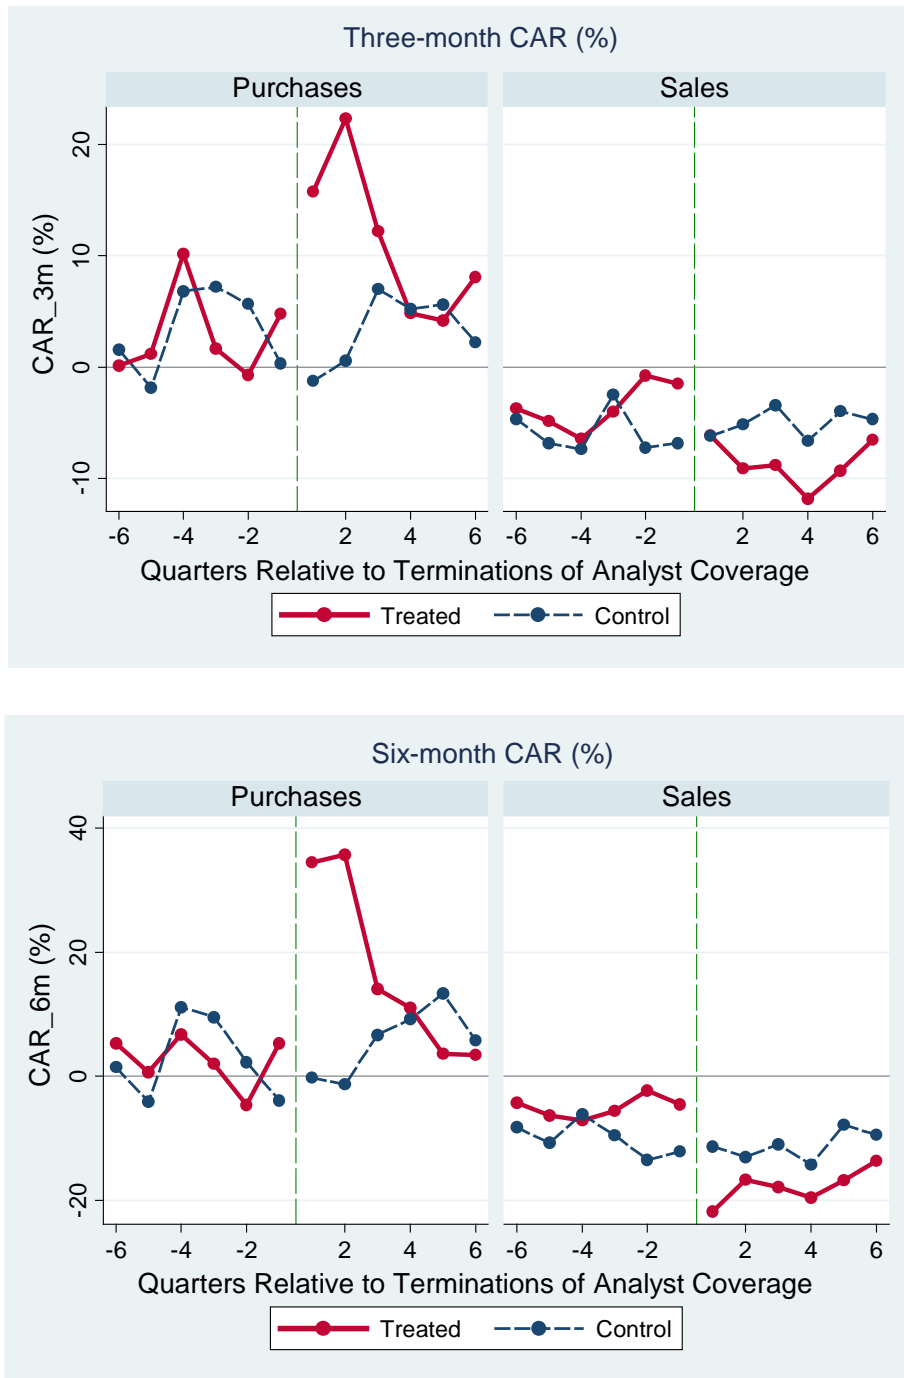 Three-month CAR (%)
Purchases Sales
CAR_3m (%)
20
10
0
-10
-6 -4 -2 2 4 6 -6 -4 -2 2 4 6
Quarters Relative to Terminations of Analyst Coverage
Treated Control
Six-month CAR (%)
Purchases Sales
CAR_6m (%)
40
20
0
-20
-6 -4 -2 2 4 6 -6 -4 -2 2 4 6
Quarters Relative to Terminations of Analyst Coverage
Treated Control